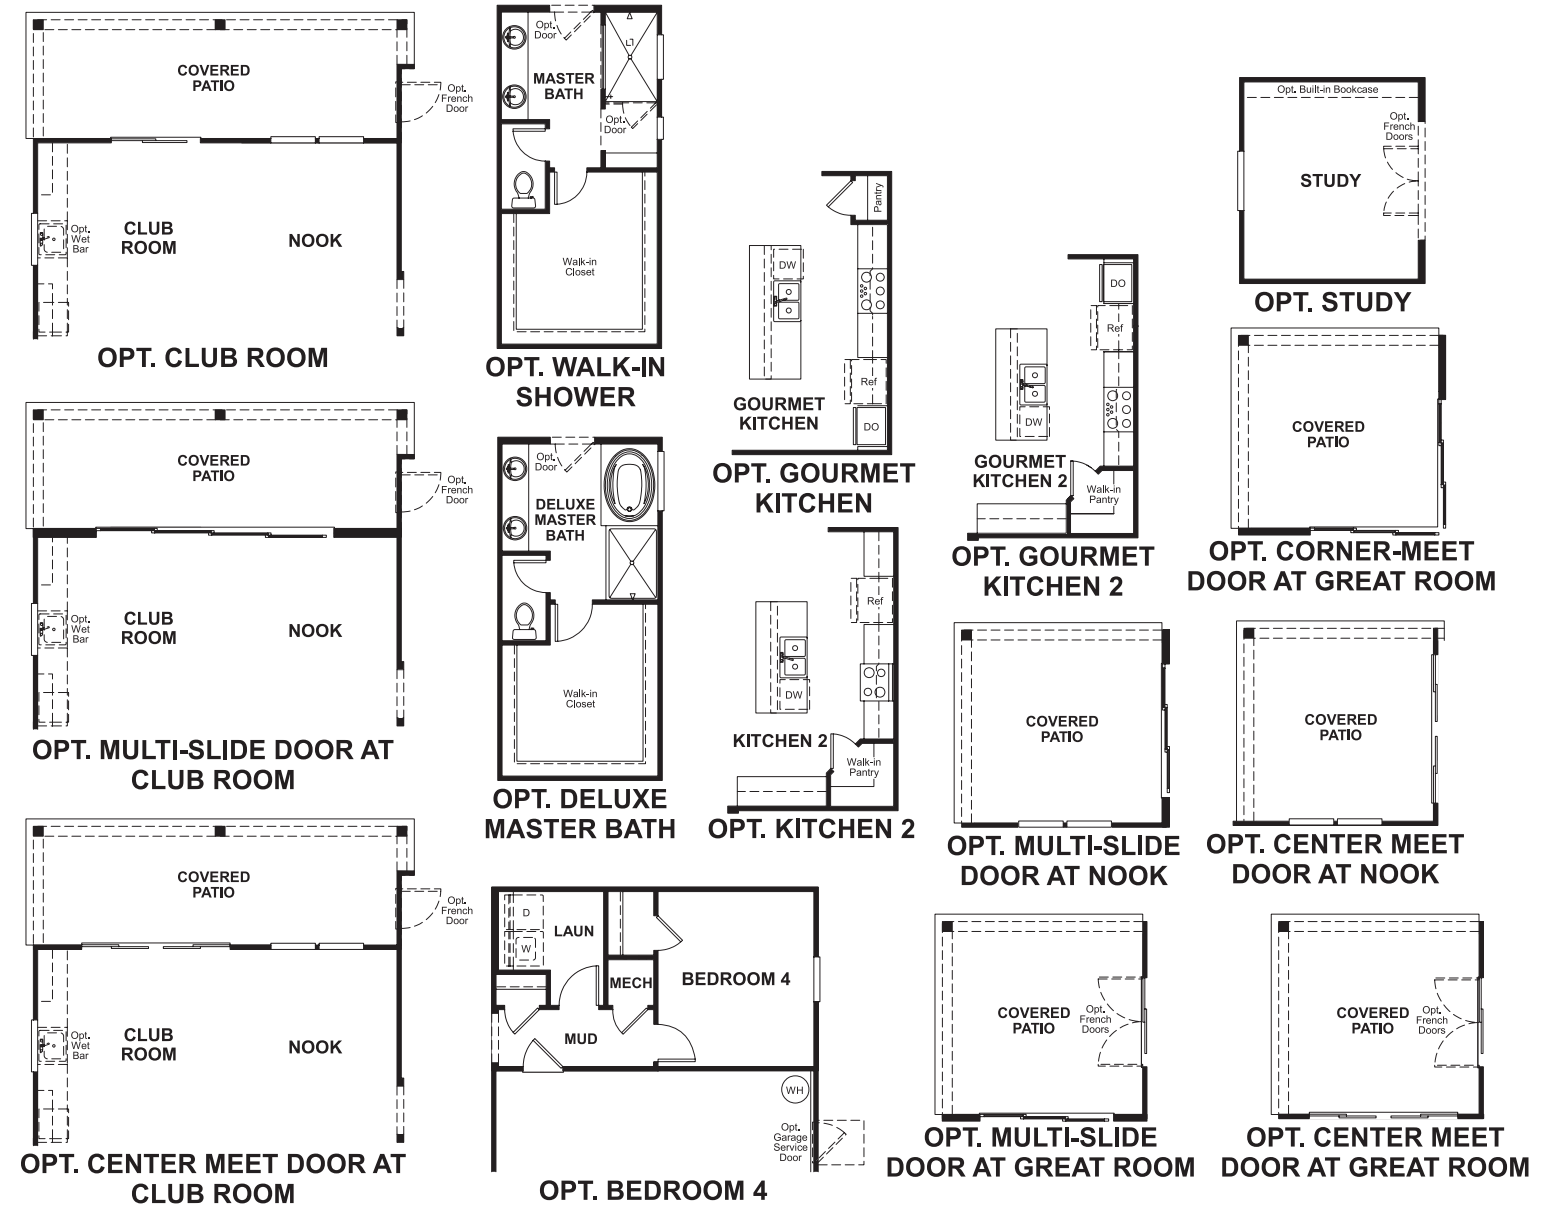 COVERED
PATIO
Opt.
French
Door
Opt.
Wet
Bar
CLUB
ROOM
NOOK
OPT. CLUB ROOM
COVERED
PATIO
Opt.
French
Door
Opt.
Wet
Bar
CLUB
ROOM
NOOK
OPT. MULTI-SLIDE DOOR AT
CLUB ROOM
COVERED
PATIO
Opt.
French
Door
Opt.
Wet
Bar
CLUB
ROOM
NOOK
OPT. CENTER MEET DOOR AT
CLUB ROOM
Opt.
Door
MASTER
BATH
Opt.
Door
Walk-in
Closet
OPT. WALK-IN
SHOWER
Opt.
Door
DELUXE
MASTER
BATH
Walk-in
Closet
OPT. DELUXE
MASTER BATH
D
W
LAUN
MECH
BEDROOM 4
MUD
WH
Opt.
Garage
Service
Door
OPT. BEDROOM 4
Pantry
DW
Ref
GOURMET
KITCHEN
DO
OPT. GOURMET
KITCHEN
Ref
DW
KITCHEN 2
Walk-in
Pantry
OPT. KITCHEN 2
DO
Ref
DW
GOURMET
KITCHEN 2
Walk-in
Pantry
OPT. GOURMET
KITCHEN 2
Opt. Built-in Bookcase
Opt.
French
Doors
STUDY
OPT. STUDY
COVERED
PATIO
OPT. CORNER-MEET
DOOR AT GREAT ROOM
COVERED
PATIO
OPT. MULTI-SLIDE
DOOR AT NOOK
COVERED
PATIO
OPT. CENTER MEET
DOOR AT NOOK
COVERED
PATIO
Opt.
French
Doors
OPT. MULTI-SLIDE
DOOR AT GREAT ROOM
COVERED
PATIO
Opt.
French
Doors
OPT. CENTER MEET
DOOR AT GREAT ROOM